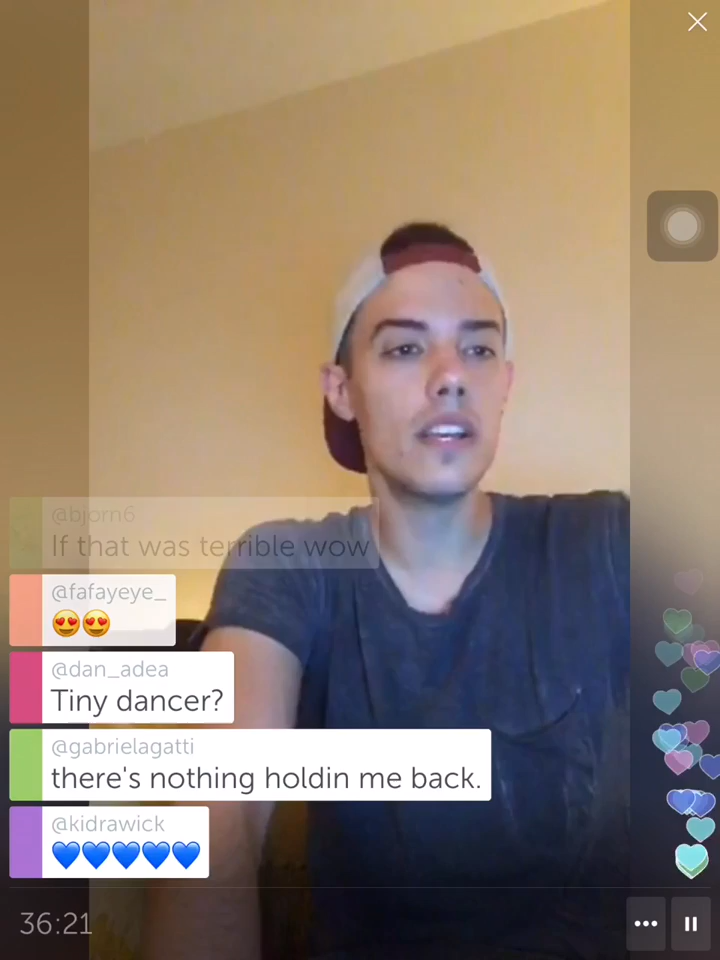 @bjorn6
If that was terrible wow
@fafayeye_
😍😍
@dan_adea
Tiny dancer?
@gabrielagatti
there's nothing holdin me back.
@kidrawick
💙💙💙💙💙
36:21